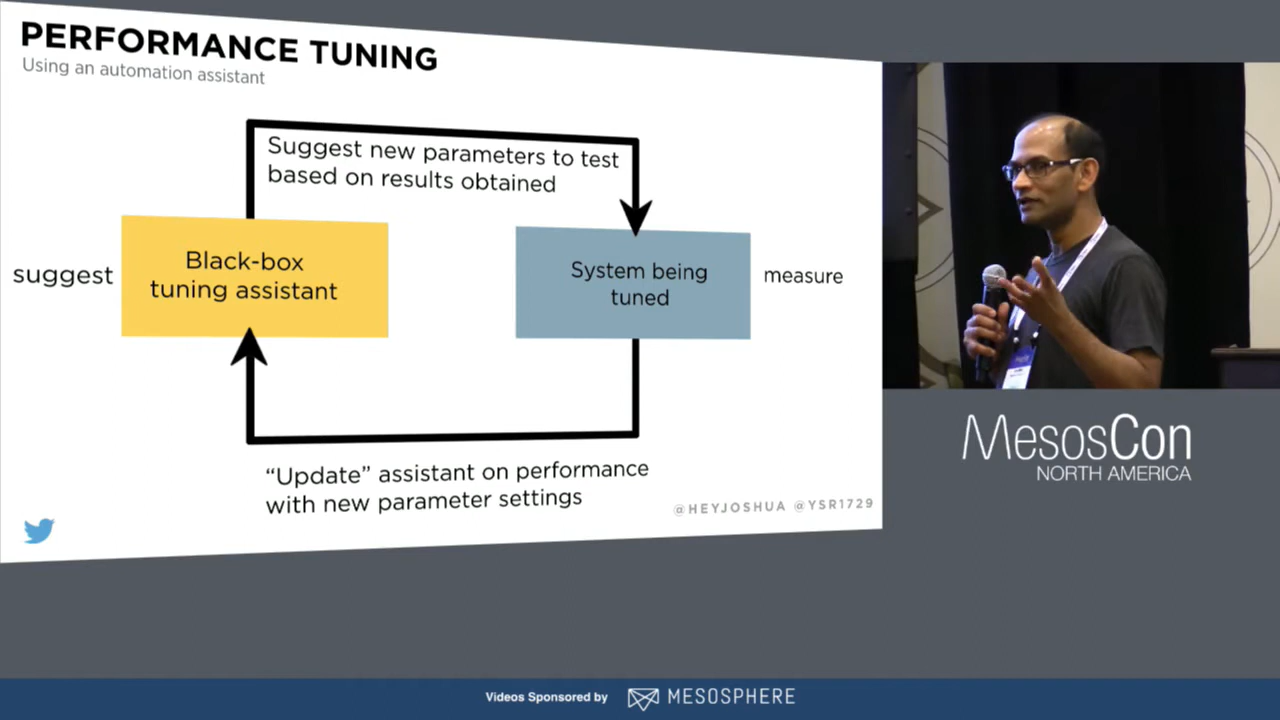 PERFORMANCE TUNING
Using an automation assistant
Suggest new parameters to test
based on results obtained
suggest
Black-box
tuning assistant
System being
tuned
measure
“Update” assistant on performance
with new parameter settings
@HEYJOSHUA @YSR1729
MesosCon
NORTH AMERICA
Videos Sponsored by MESOSPHERE